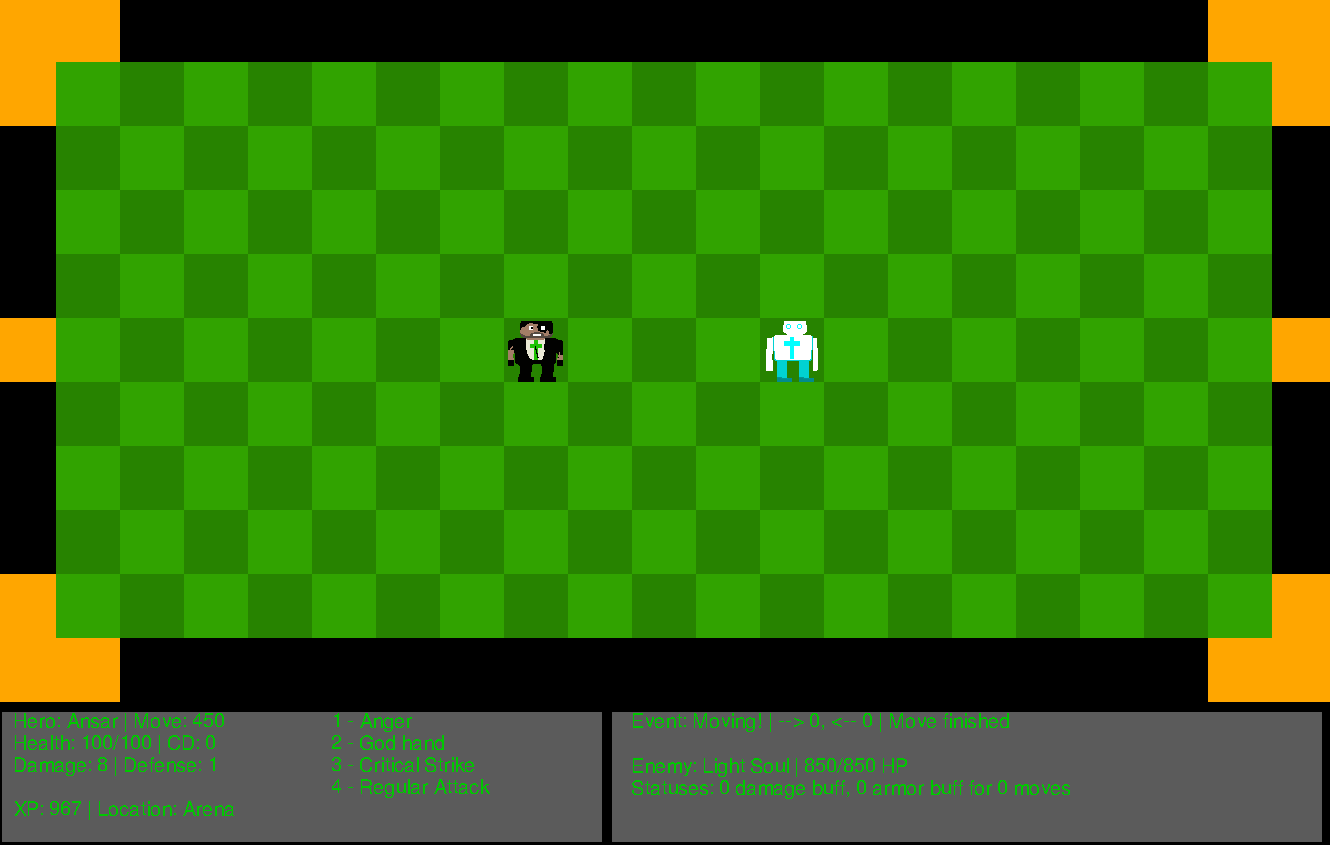 Hero: Ansar | Move: 450
Health: 100/100 | CD: 0
Damage: 8 | Defense: 1
XP: 967 | Location: Arena
1 - Anger
2 - God hand
3 - Critical Strike
4 - Regular Attack
Event: Moving! | --> 0, <-- 0 | Move finished
Enemy: Light Soul | 850/850 HP
Statuses: 0 damage buff, 0 armor buff for 0 moves